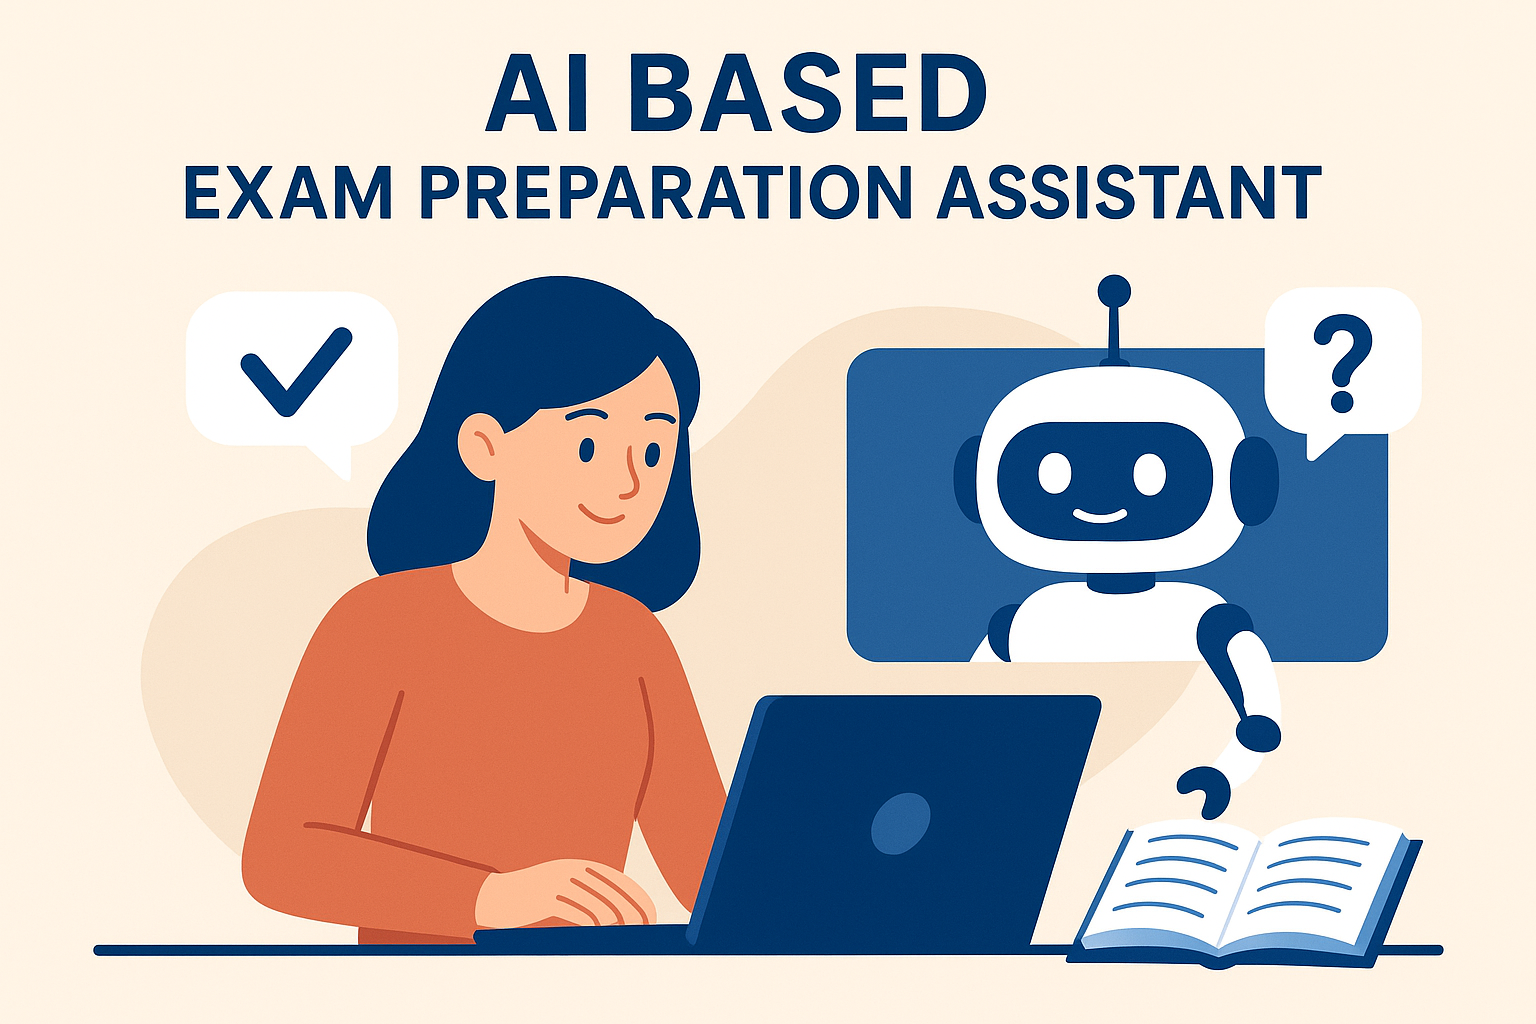 AI BASED
EXAM PREPARATION ASSISTANT
?